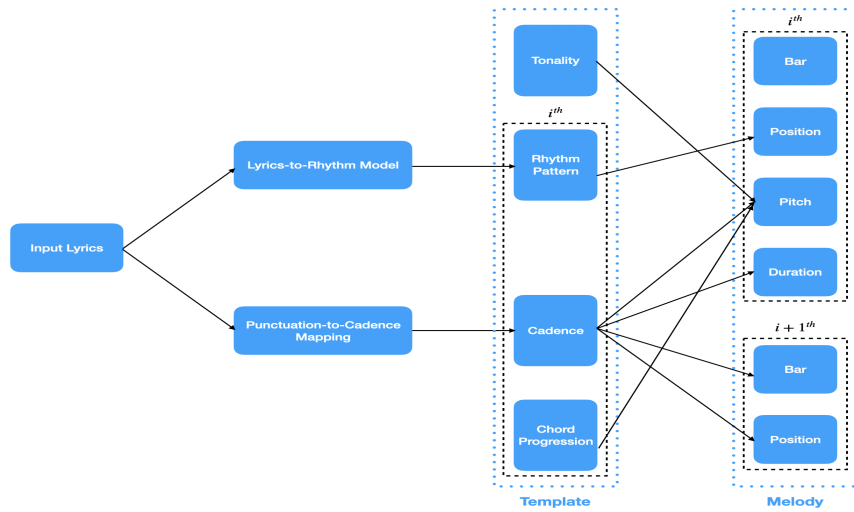 i^th
Tonality
Bar
i^th
Position
Lyrics-to-Rhythm Model
Rhythm
Pattern
Pitch
Input Lyrics
Duration
Punctuation-to-Cadence
Mapping
Cadence
i + 1^th
Bar
Chord
Progression
Position
Template
Melody